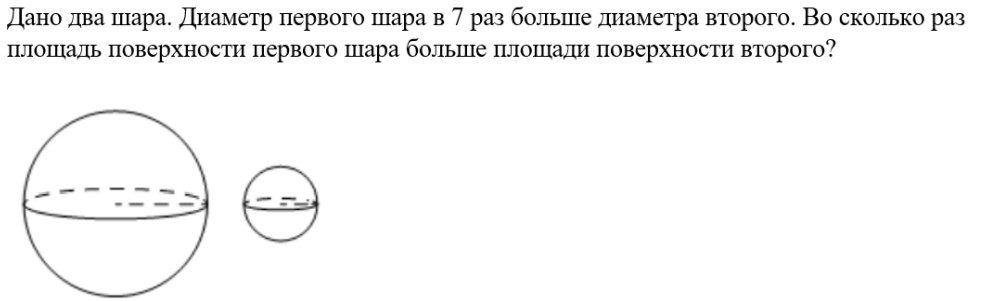 Дано два шара. Диаметр первого шара в 7 раз больше диаметра второго. Во сколько раз
площадь поверхности первого шара больше площади поверхности второго?